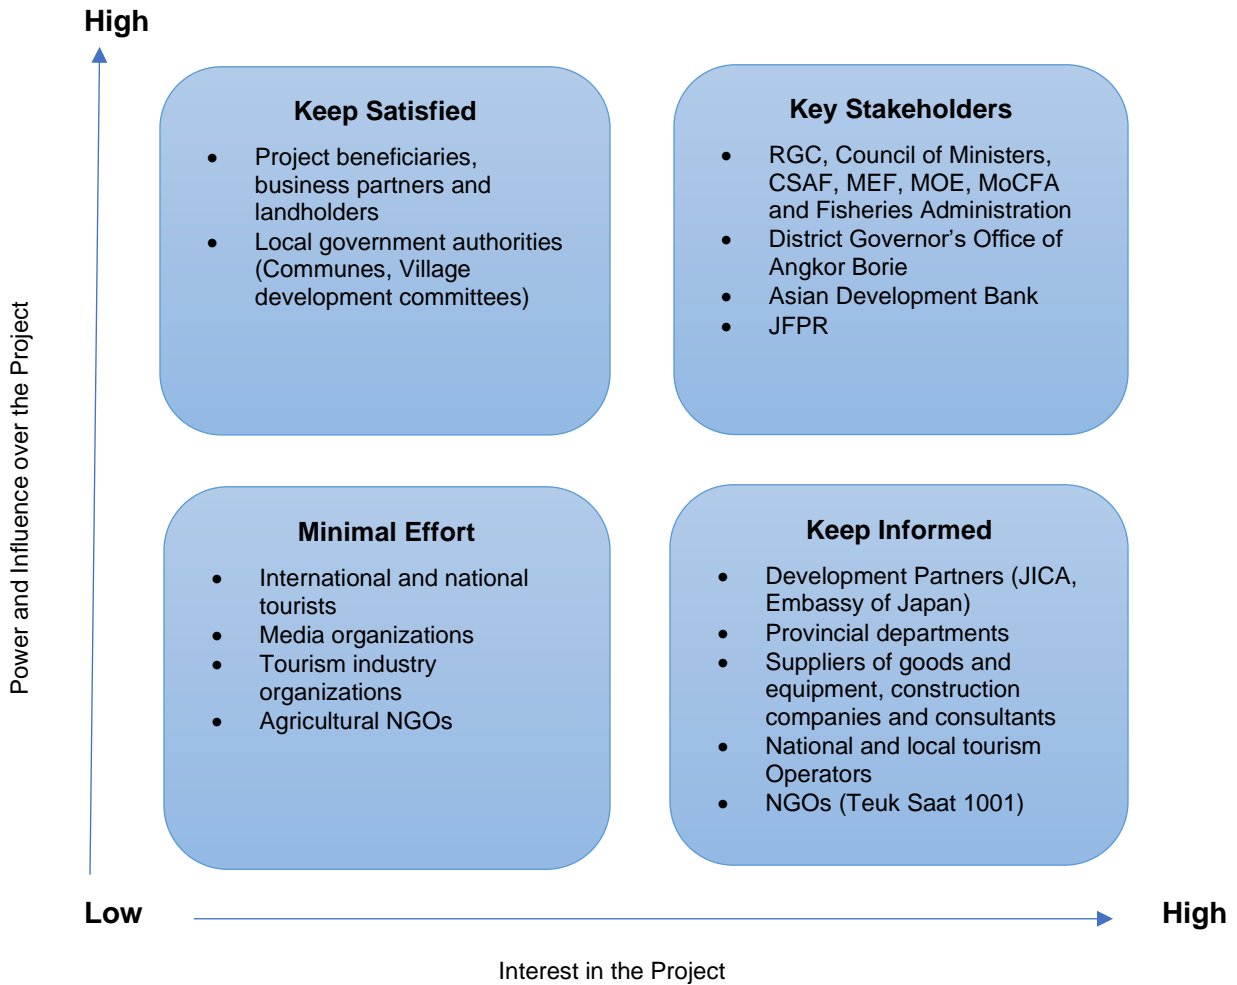 High
Power and Influence over the Project
Keep Satisfied
• Project beneficiaries,
business partners and
landholders
• Local government authorities
(Communes, Village
development committees)
Key Stakeholders
• RGC, Council of Ministers,
CSAF, MEF, MOE, MoCFA
and Fisheries Administration
• District Governor’s Office of
Angkor Borie
• Asian Development Bank
• JFPR
Minimal Effort
• International and national
tourists
• Media organizations
• Tourism industry
organizations
• Agricultural NGOs
Keep Informed
• Development Partners (JICA,
Embassy of Japan)
• Provincial departments
• Suppliers of goods and
equipment, construction
companies and consultants
• National and local tourism
Operators
• NGOs (Teuk Saat 1001)
Low
High
Interest in the Project